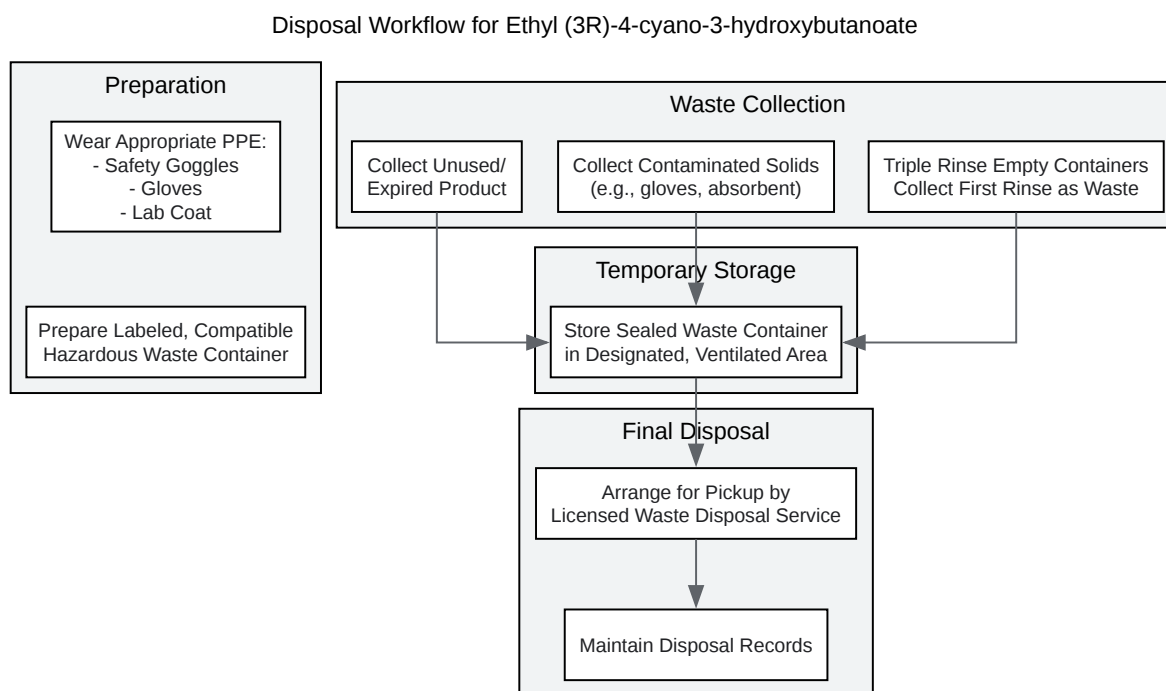 Disposal Workflow for Ethyl (3R)-4-cyano-3-hydroxybutanoate
Preparation
Wear Appropriate PPE:
- Safety Goggles
- Gloves
- Lab Coat
Prepare Labeled, Compatible
Hazardous Waste Container
Waste Collection
Collect Unused/
Expired Product
Collect Contaminated Solids
(e.g., gloves, absorbent)
Triple Rinse Empty Containers
Collect First Rinse as Waste
Temporary Storage
Store Sealed Waste Container
in Designated, Ventilated Area
Final Disposal
Arrange for Pickup by
Licensed Waste Disposal Service
Maintain Disposal Records